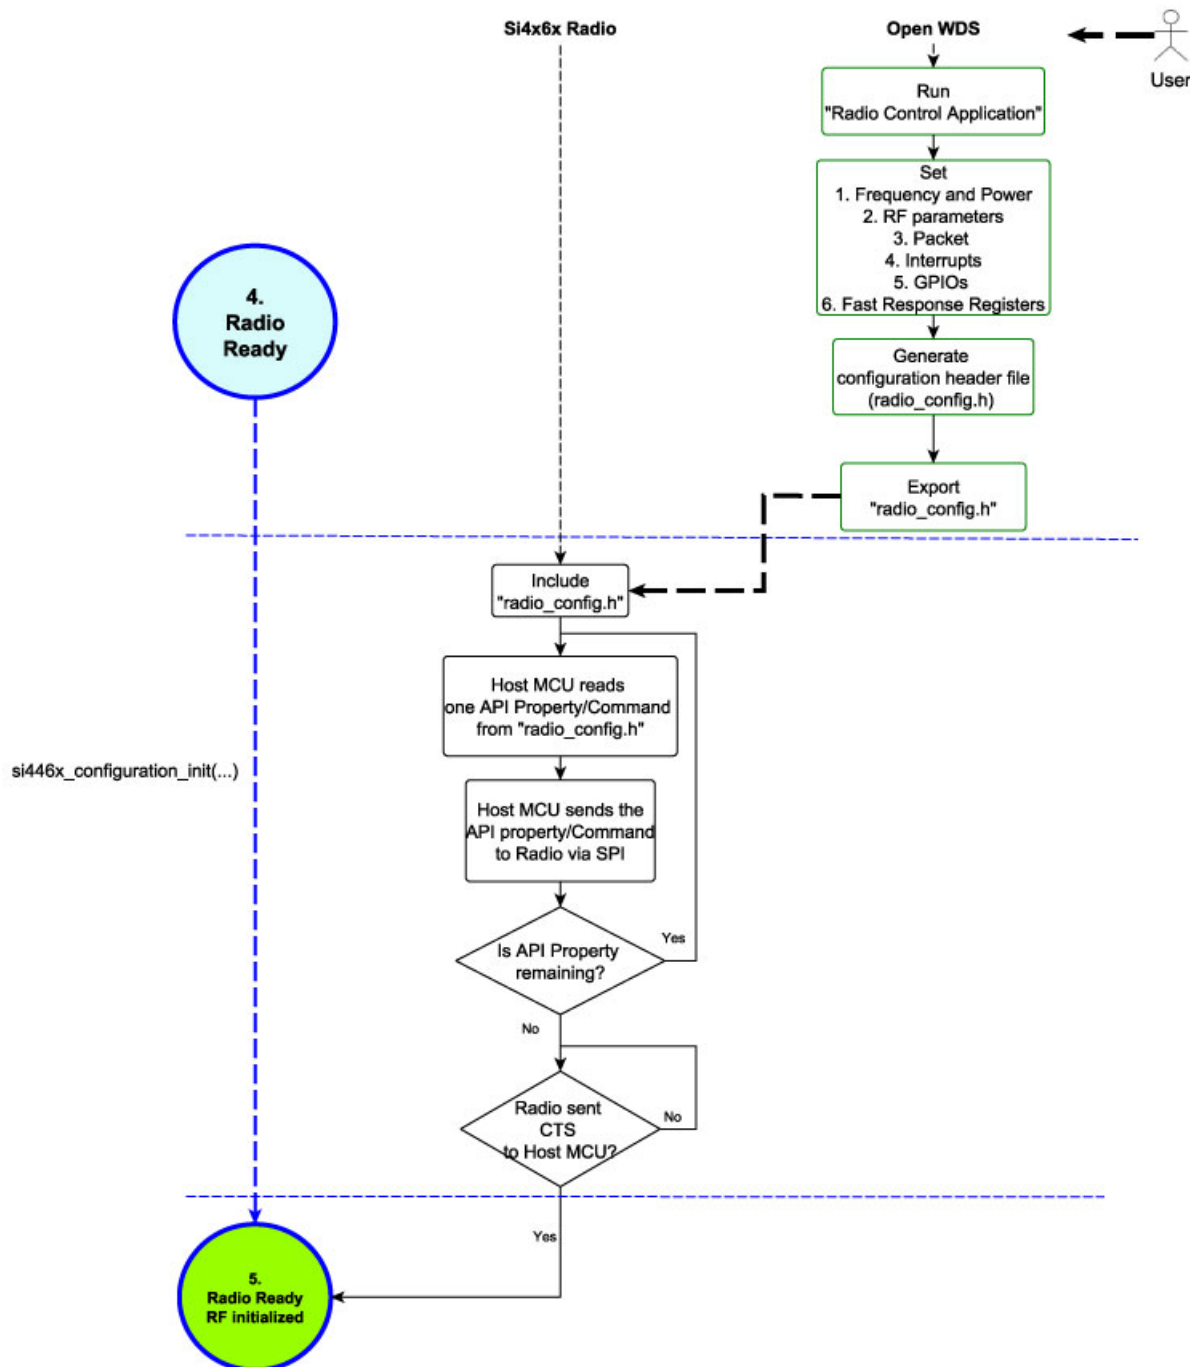 Si4x6x Radio
Open WDS
User
Run
"Radio Control Application"
Set
1. Frequency and Power
2. RF parameters
3. Packet
4. Interrupts
5. GPIOs
6. Fast Response Registers
4.
Radio
Ready
Generate
configuration header file
(radio_config.h)
Export
"radio_config.h"
Include
"radio_config.h"
Host MCU reads
one API Property/Command
from "radio_config.h"
si446x_configuration_init(...)
Host MCU sends the
API property/Command
to Radio via SPI
Is API Property
remaining?
Yes
No
Radio sent
CTS
to Host MCU?
No
Yes
5.
Radio Ready
RF initialized